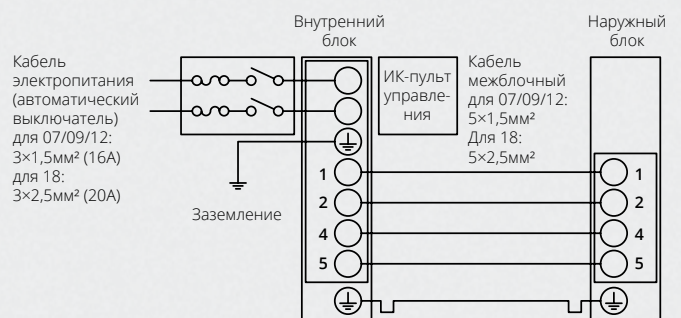 Внутренний
блок
Наружный
блок
Кабель
электропитания
(автоматический
выключатель)
для 07/09/12:
3×1,5мм² (16А)
для 18:
3×2,5мм² (20А)
ИК-пульт
управле-
ния
Кабель
межблочный
для 07/09/12:
5×1,5мм²
Для 18:
5×2,5мм²
Заземление
1
2
4
5
1
2
4
5